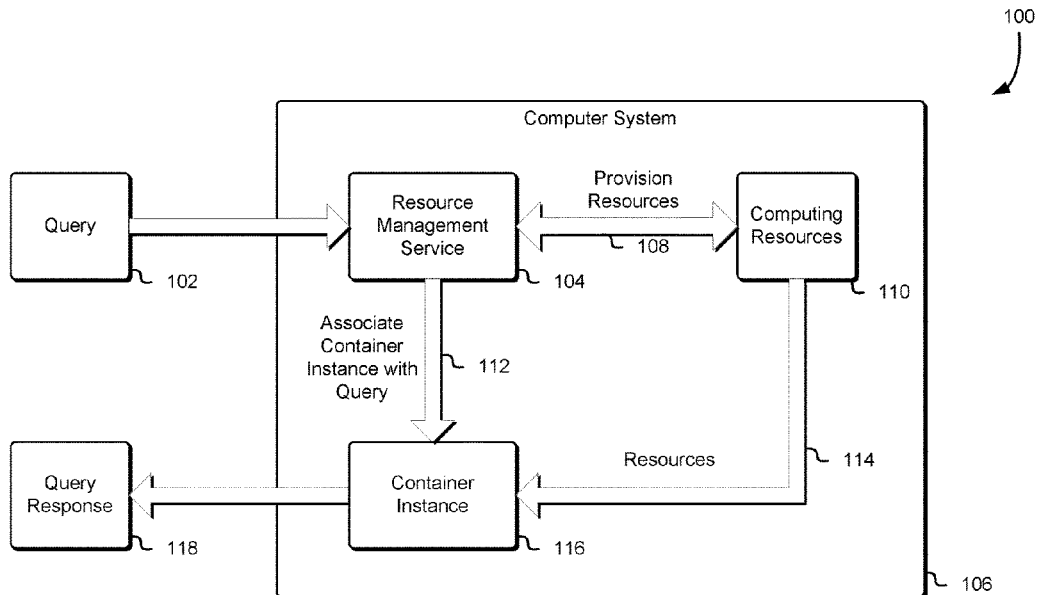 100
Computer System
Query
102
Resource
Management
Service
104
Provision
Resources
108
Computing
Resources
110
Associate
Container
Instance with
Query
112
Resources
114
Query
Response
118
Container
Instance
116
106